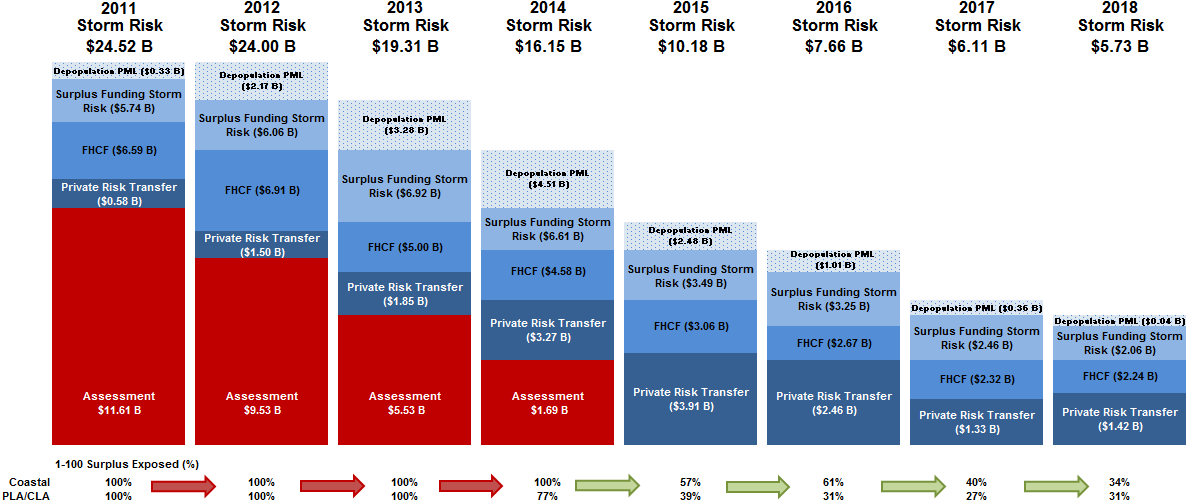 2011
Storm Risk
$24.52 B
Depopulation PML ($0.33 B)
Surplus Funding Storm
Risk ($5.74 B)
FHCF ($6.59 B)
Private Risk Transfer
($0.58 B)
Assessment
$11.61 B
2012
Storm Risk
$24.00 B
Depopulation PML
($2.17 B)
Surplus Funding Storm
Risk ($6.06 B)
FHCF ($6.91 B)
Private Risk Transfer
($1.50 B)
Assessment
$9.53 B
2013
Storm Risk
$19.31 B
Depopulation PML
($3.28 B)
Surplus Funding Storm
Risk ($6.92 B)
FHCF ($5.00 B)
Private Risk Transfer
($1.85 B)
Assessment
$5.53 B
2014
Storm Risk
$16.15 B
Depopulation PML
($4.51 B)
Surplus Funding Storm
Risk ($6.61 B)
FHCF ($4.58 B)
Private Risk Transfer
($3.27 B)
Assessment
$1.69 B
2015
Storm Risk
$10.18 B
Depopulation PML
($2.48 B)
Surplus Funding Storm
Risk ($3.49 B)
FHCF ($3.06 B)
Private Risk Transfer
($3.91 B)
2016
Storm Risk
$7.66 B
Depopulation PML
($1.01 B)
Surplus Funding Storm
Risk ($3.25 B)
FHCF ($2.67 B)
Private Risk Transfer
($2.46 B)
2017
Storm Risk
$6.11 B
Depopulation PML ($0.36 B)
Surplus Funding Storm
Risk ($2.46 B)
FHCF ($2.32 B)
Private Risk Transfer
($1.33 B)
2018
Storm Risk
$5.73 B
Depopulation PML ($0.04 B)
Surplus Funding Storm
Risk ($2.06 B)
FHCF ($2.24 B)
Private Risk Transfer
($1.42 B)
1-100 Surplus Exposed (%)
Coastal 100% 100% 100% 100% 57% 61% 40% 34%
PLA/CLA 100% 100% 100% 77% 39% 31% 27% 31%